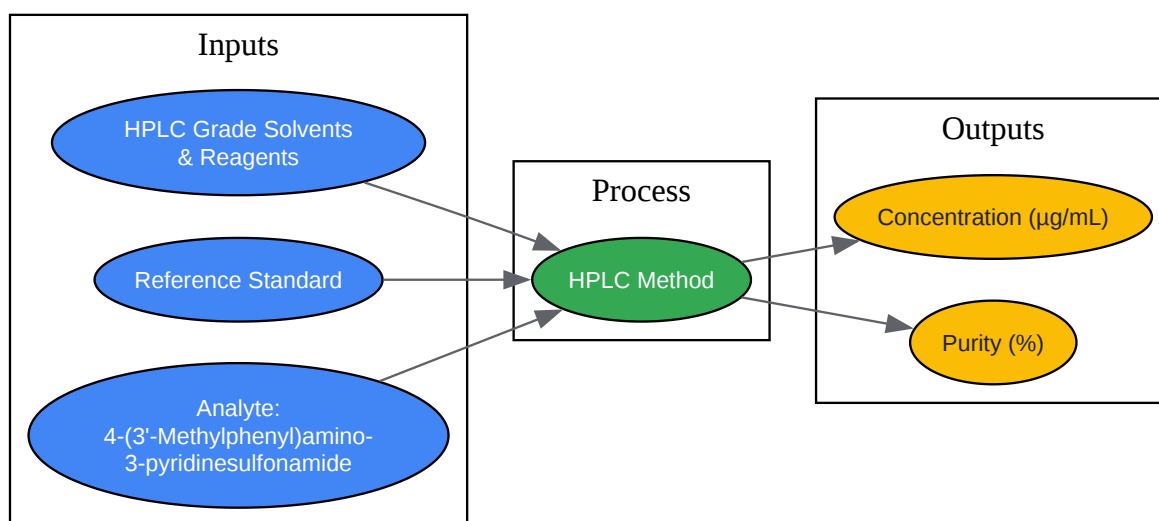 Inputs
HPLC Grade Solvents
& Reagents
Reference Standard
Analyte:
4-(3'-Methylphenyl)amino-
3-pyridinesulfonamide
Process
HPLC Method
Outputs
Concentration (µg/mL)
Purity (%)